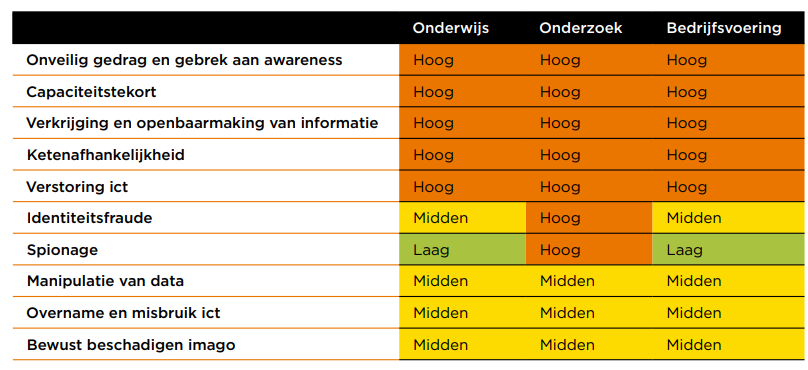 Onderwijs Onderzoek Bedrijfsvoering
Onveilig gedrag en gebrek aan awareness Hoog Hoog Hoog
Capaciteitstekort Hoog Hoog Hoog
Verkrijging en openbaarmaking van informatie Hoog Hoog Hoog
Ketenafhankelijkheid Hoog Hoog Hoog
Verstoring ict Hoog Hoog Hoog
Identiteitsfraude Midden Hoog Midden
Spionage Laag Hoog Laag
Manipulatie van data Midden Midden Midden
Overname en misbruik ict Midden Midden Midden
Bewust beschadigen imago Midden Midden Midden